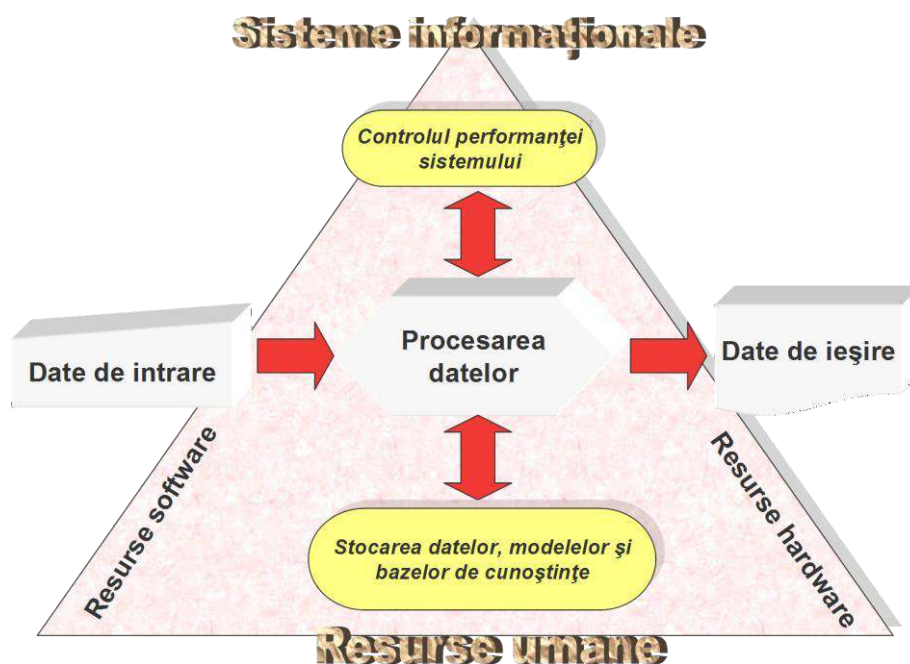 Sisteme informaţionale
Controlul performanţei
sistemului
Date de intrare
Procesarea
datelor
Date de ieşire
Resurse software
Resurse hardware
Stocarea datelor, modelelor şi
bazelor de cunoştinţe
Resurse umane